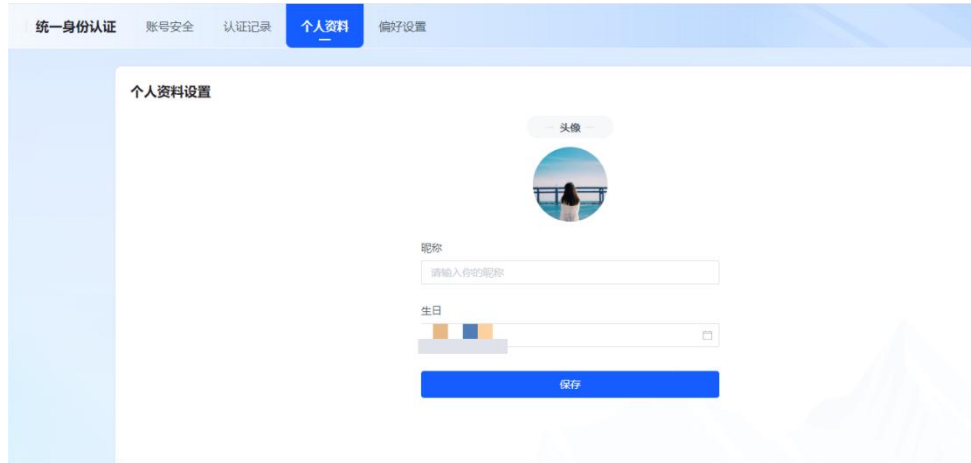 统一身份认证 账号安全 认证记录 个人资料 偏好设置
个人资料设置
头像
昵称
请输入你的昵称
生日
保存